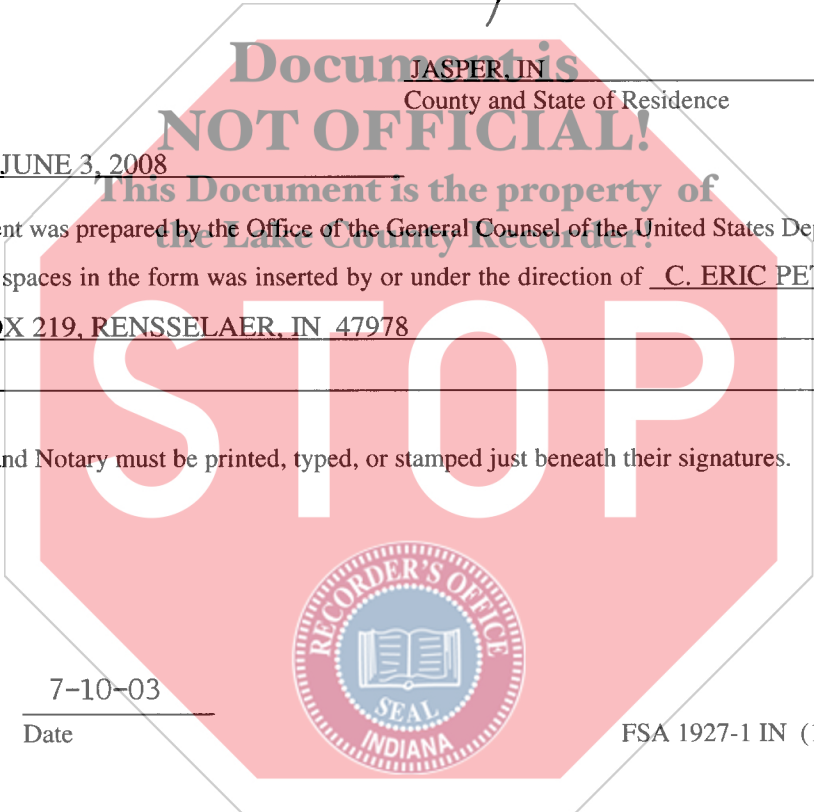 Document is
JASPER, IN
County and State of Residence
NOT OFFICIAL!
JUNE 3, 2008
This Document is the property of
ent was prepared by the Office of the General Counsel of the United States De
the Lake County Recorder!
spaces in the form was inserted by or under the direction of C. ERIC PE
OX 219, RENSSELAER, IN 47978
STOP
nd Notary must be printed, typed, or stamped just beneath their signatures.
RECORDER'S OFFICE
SEAL
INDIANA
7-10-03
Date
FSA 1927-1 IN (